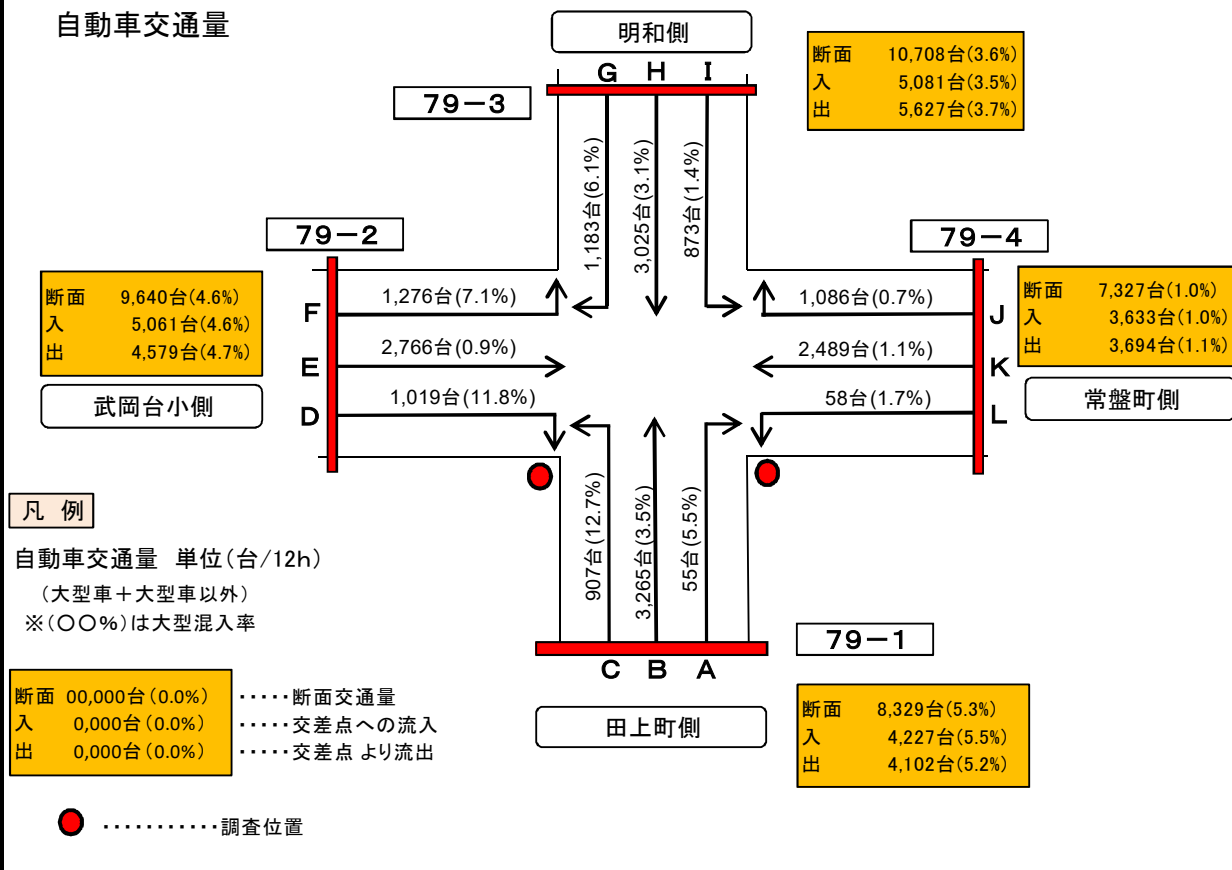 自動車交通量
明和側
断面 10,708台(3.6%)
入 5,081台(3.5%)
出 5,627台(3.7%)
G H I
79-3
1,183台(6.1%)
3,025台(3.1%)
873台(1.4%)
79-2
79-4
断面 9,640台(4.6%)
入 5,061台(4.6%)
出 4,579台(4.7%)
武岡台小側
F
1,276台(7.1%)
E
2,766台(0.9%)
D
1,019台(11.8%)
1,086台(0.7%)
J
2,489台(1.1%)
K
58台(1.7%)
L
断面 7,327台(1.0%)
入 3,633台(1.0%)
出 3,694台(1.1%)
常盤町側
907台(12.7%)
3,265台(3.5%)
55台(5.5%)
C B A
79-1
田上町側
断面 8,329台(5.3%)
入 4,227台(5.5%)
出 4,102台(5.2%)
凡 例
自動車交通量 単位(台/12h)
(大型車+大型車以外)
※(○○%)は大型混入率
断面 00,000台(0.0%) ‥‥‥断面交通量
入 0,000台(0.0%) ‥‥‥交差点への流入
出 0,000台(0.0%) ‥‥‥交差点より流出
‥‥‥‥‥‥調査位置